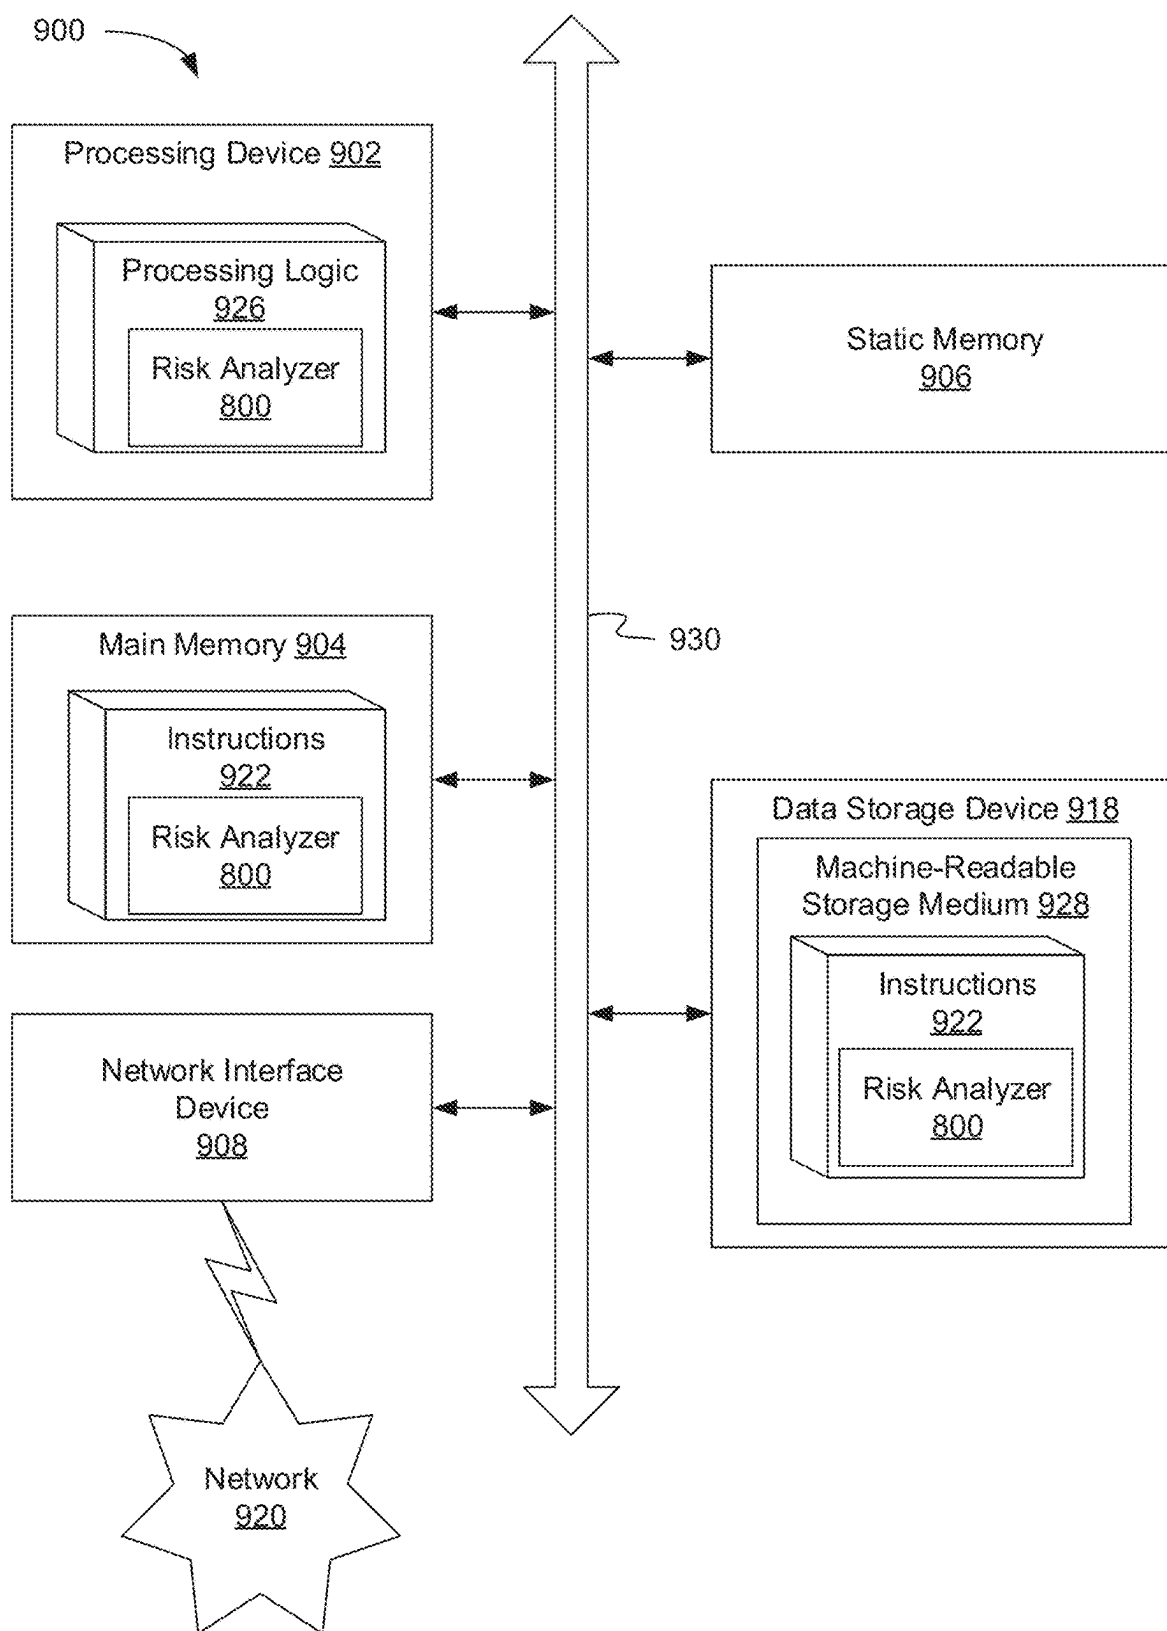 900
Processing Device 902
Processing Logic
926
Risk Analyzer
800
Static Memory
906
Main Memory 904
Instructions
922
Risk Analyzer
800
930
Data Storage Device 918
Machine-Readable
Storage Medium 928
Instructions
922
Risk Analyzer
800
Network Interface
Device
908
Network
920